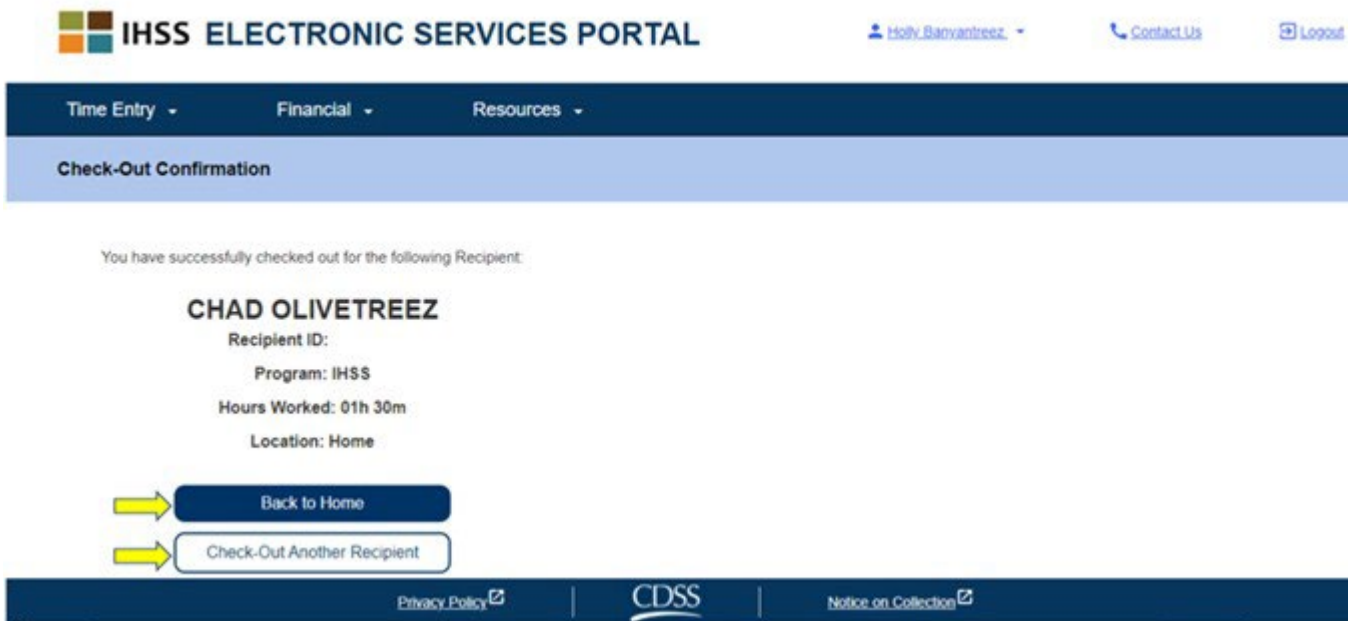 IHSS ELECTRONIC SERVICES PORTAL
Holly Banyantreez
Contact Us
Logout
Time Entry
Financial
Resources
Check-Out Confirmation
You have successfully checked out for the following Recipient:
CHAD OLIVETREEZ
Recipient ID:
Program: IHSS
Hours Worked: 01h 30m
Location: Home
Back to Home
Check-Out Another Recipient
Privacy Policy
CDSS
Notice on Collection